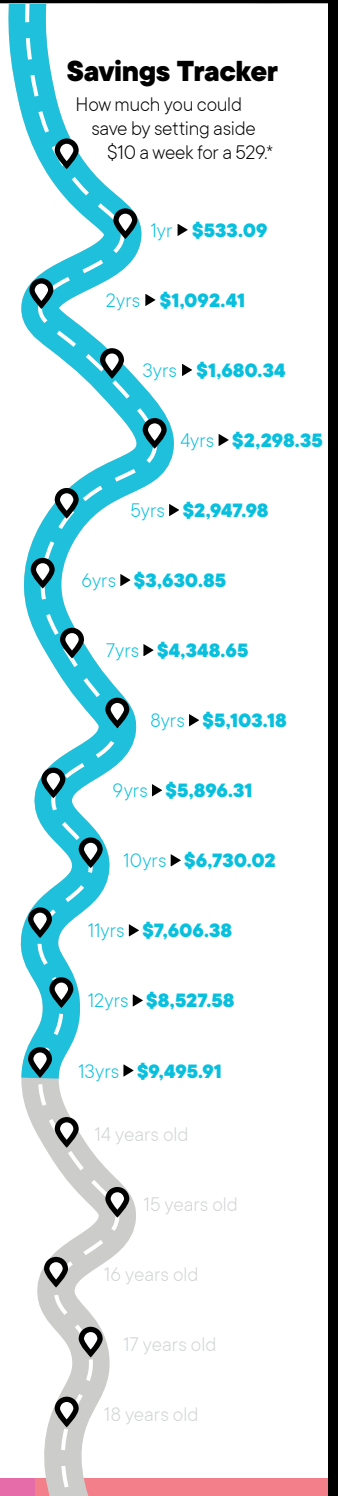 Savings Tracker
How much you could
save by setting aside
$10 a week for a 529.*
1yr ▶ $533.09
2yrs ▶ $1,092.41
3yrs ▶ $1,680.34
4yrs ▶ $2,298.35
5yrs ▶ $2,947.98
6yrs ▶ $3,630.85
7yrs ▶ $4,348.65
8yrs ▶ $5,103.18
9yrs ▶ $5,896.31
10yrs ▶ $6,730.02
11yrs ▶ $7,606.38
12yrs ▶ $8,527.58
13yrs ▶ $9,495.91
14 years old
15 years old
16 years old
17 years old
18 years old